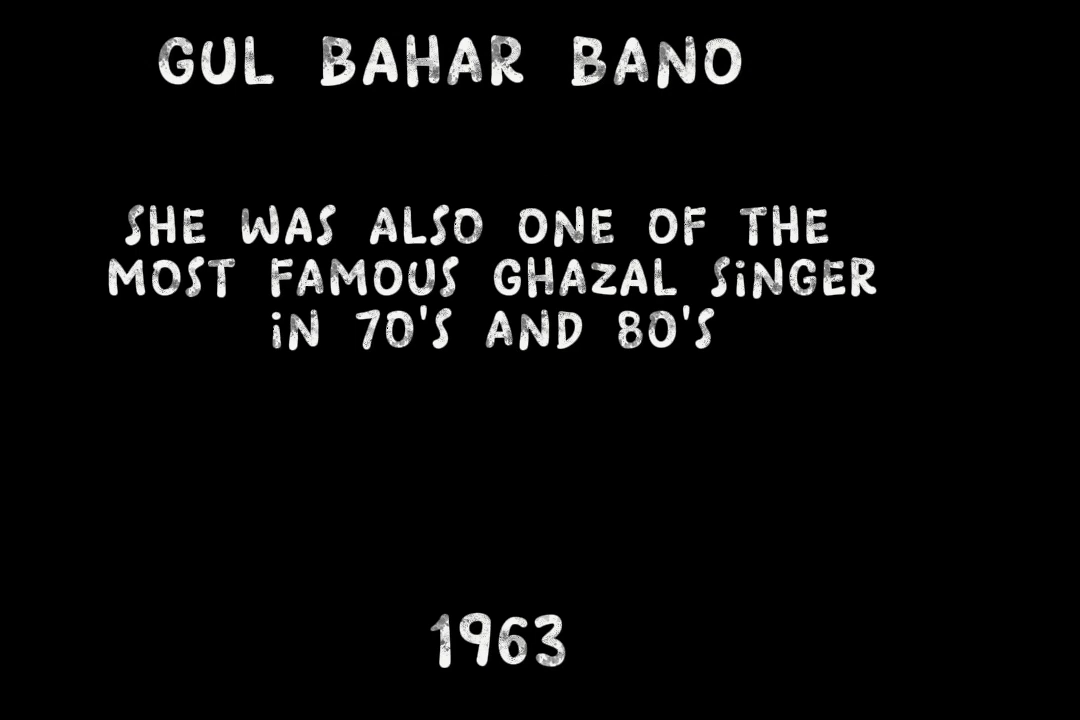 GUL BAHAR BANO
SHE WAS ALSO ONE OF THE
MOST FAMOUS GHAZAL SiNGER
iN 70'S AND 80'S
1963